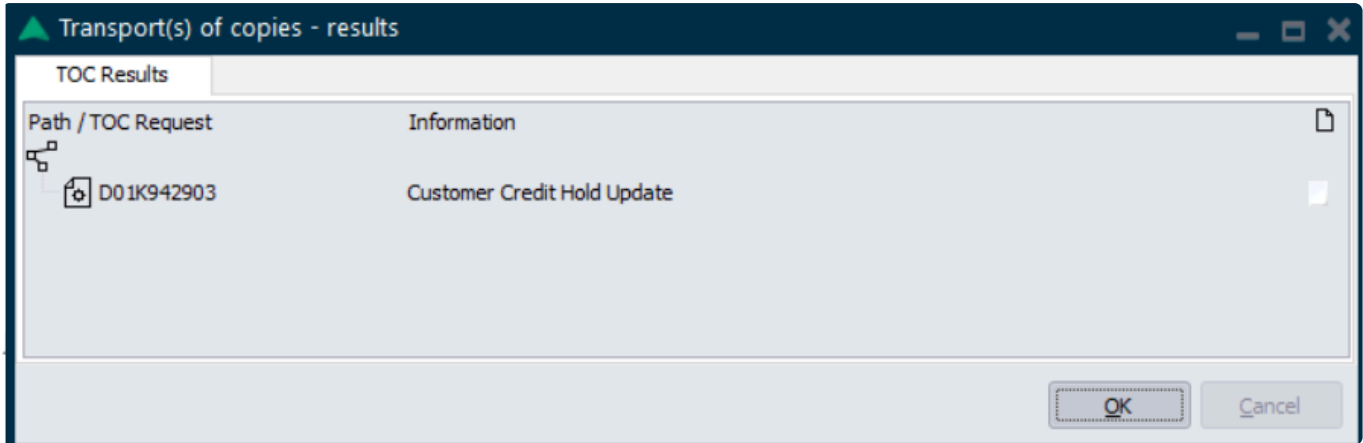 Transport(s) of copies - results
TOC Results
Path / TOC Request Information
D01K942903 Customer Credit Hold Update
OK Cancel